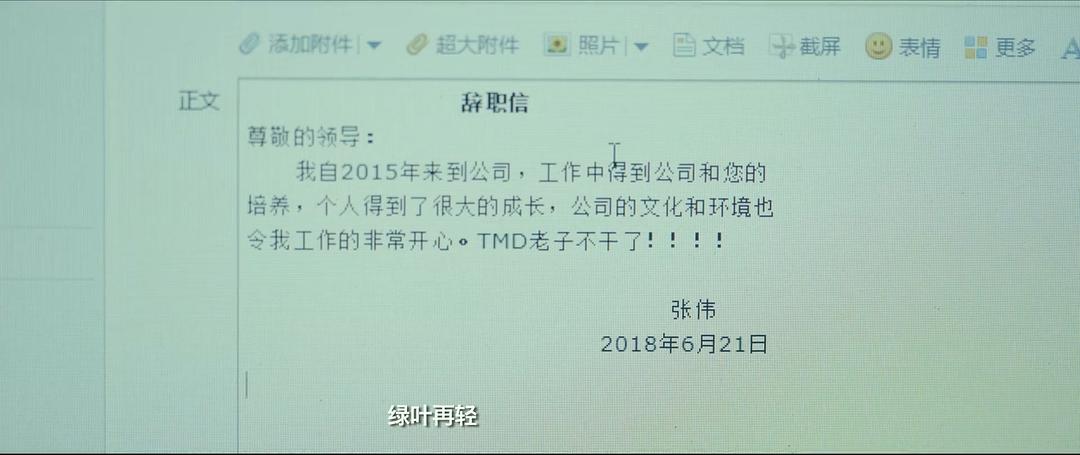 添加附件 超大附件 照片 文档 截屏 表情 更多 A
正文
辞职信
尊敬的领导：
我自2015年来到公司，工作中得到公司和您的
培养，个人得到了很大的成长，公司的文化和环境也
令我工作的非常开心。TMD老子不干了！！！！
张伟
2018年6月21日
绿叶再轻